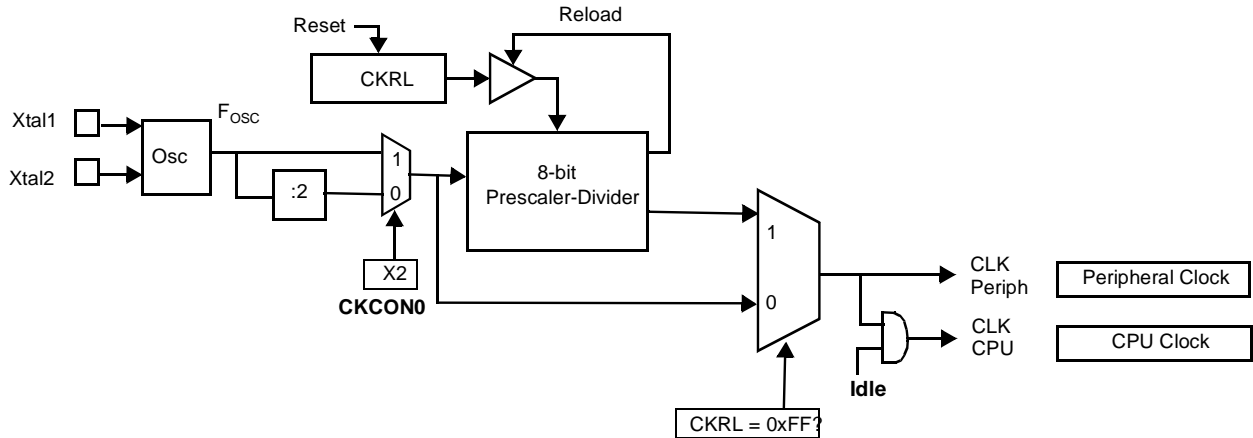 Reload
Reset
CKRL
Xtal1
Xtal2
Osc
FOSC
:2
1
0
X2
CKCON0
8-bit
Prescaler-Divider
1
0
CKRL = 0xFF?
Idle
CLK
Periph
Peripheral Clock
CLK
CPU
CPU Clock